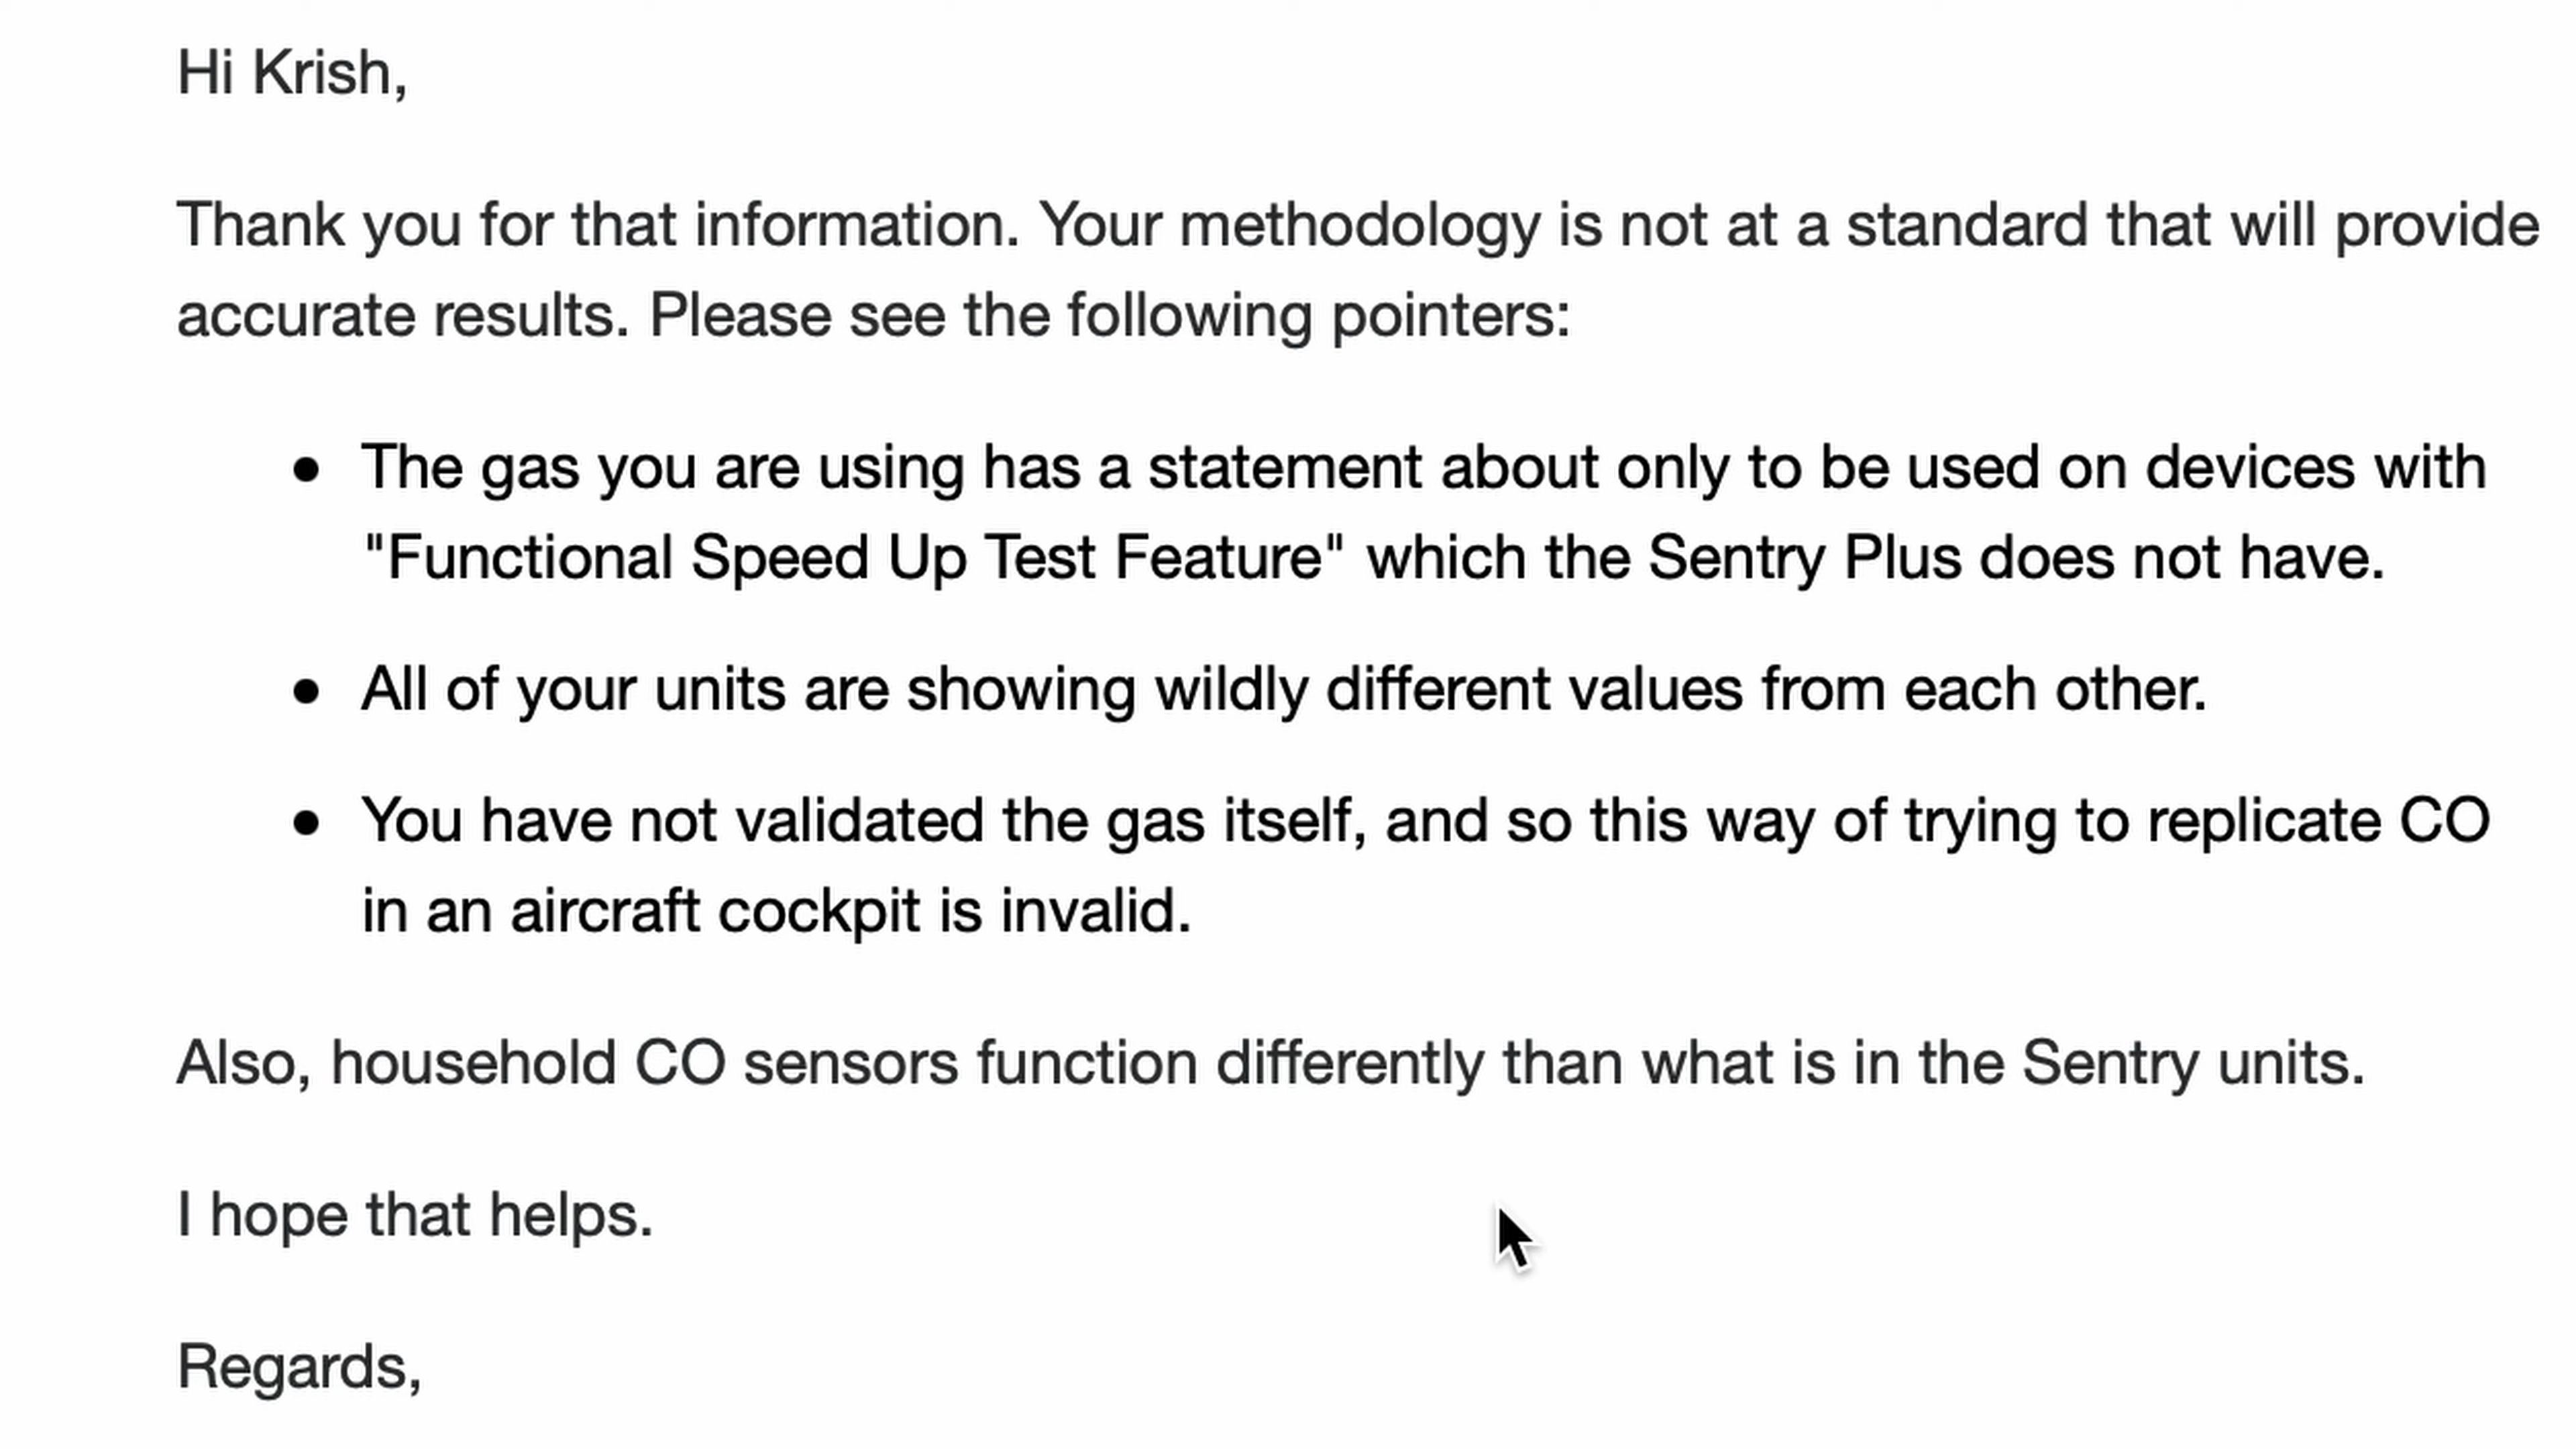 Hi Krish,
Thank you for that information. Your methodology is not at a standard that will provide
accurate results. Please see the following pointers:
• The gas you are using has a statement about only to be used on devices with
"Functional Speed Up Test Feature" which the Sentry Plus does not have.
• All of your units are showing wildly different values from each other.
• You have not validated the gas itself, and so this way of trying to replicate CO
in an aircraft cockpit is invalid.
Also, household CO sensors function differently than what is in the Sentry units.
I hope that helps.
Regards,